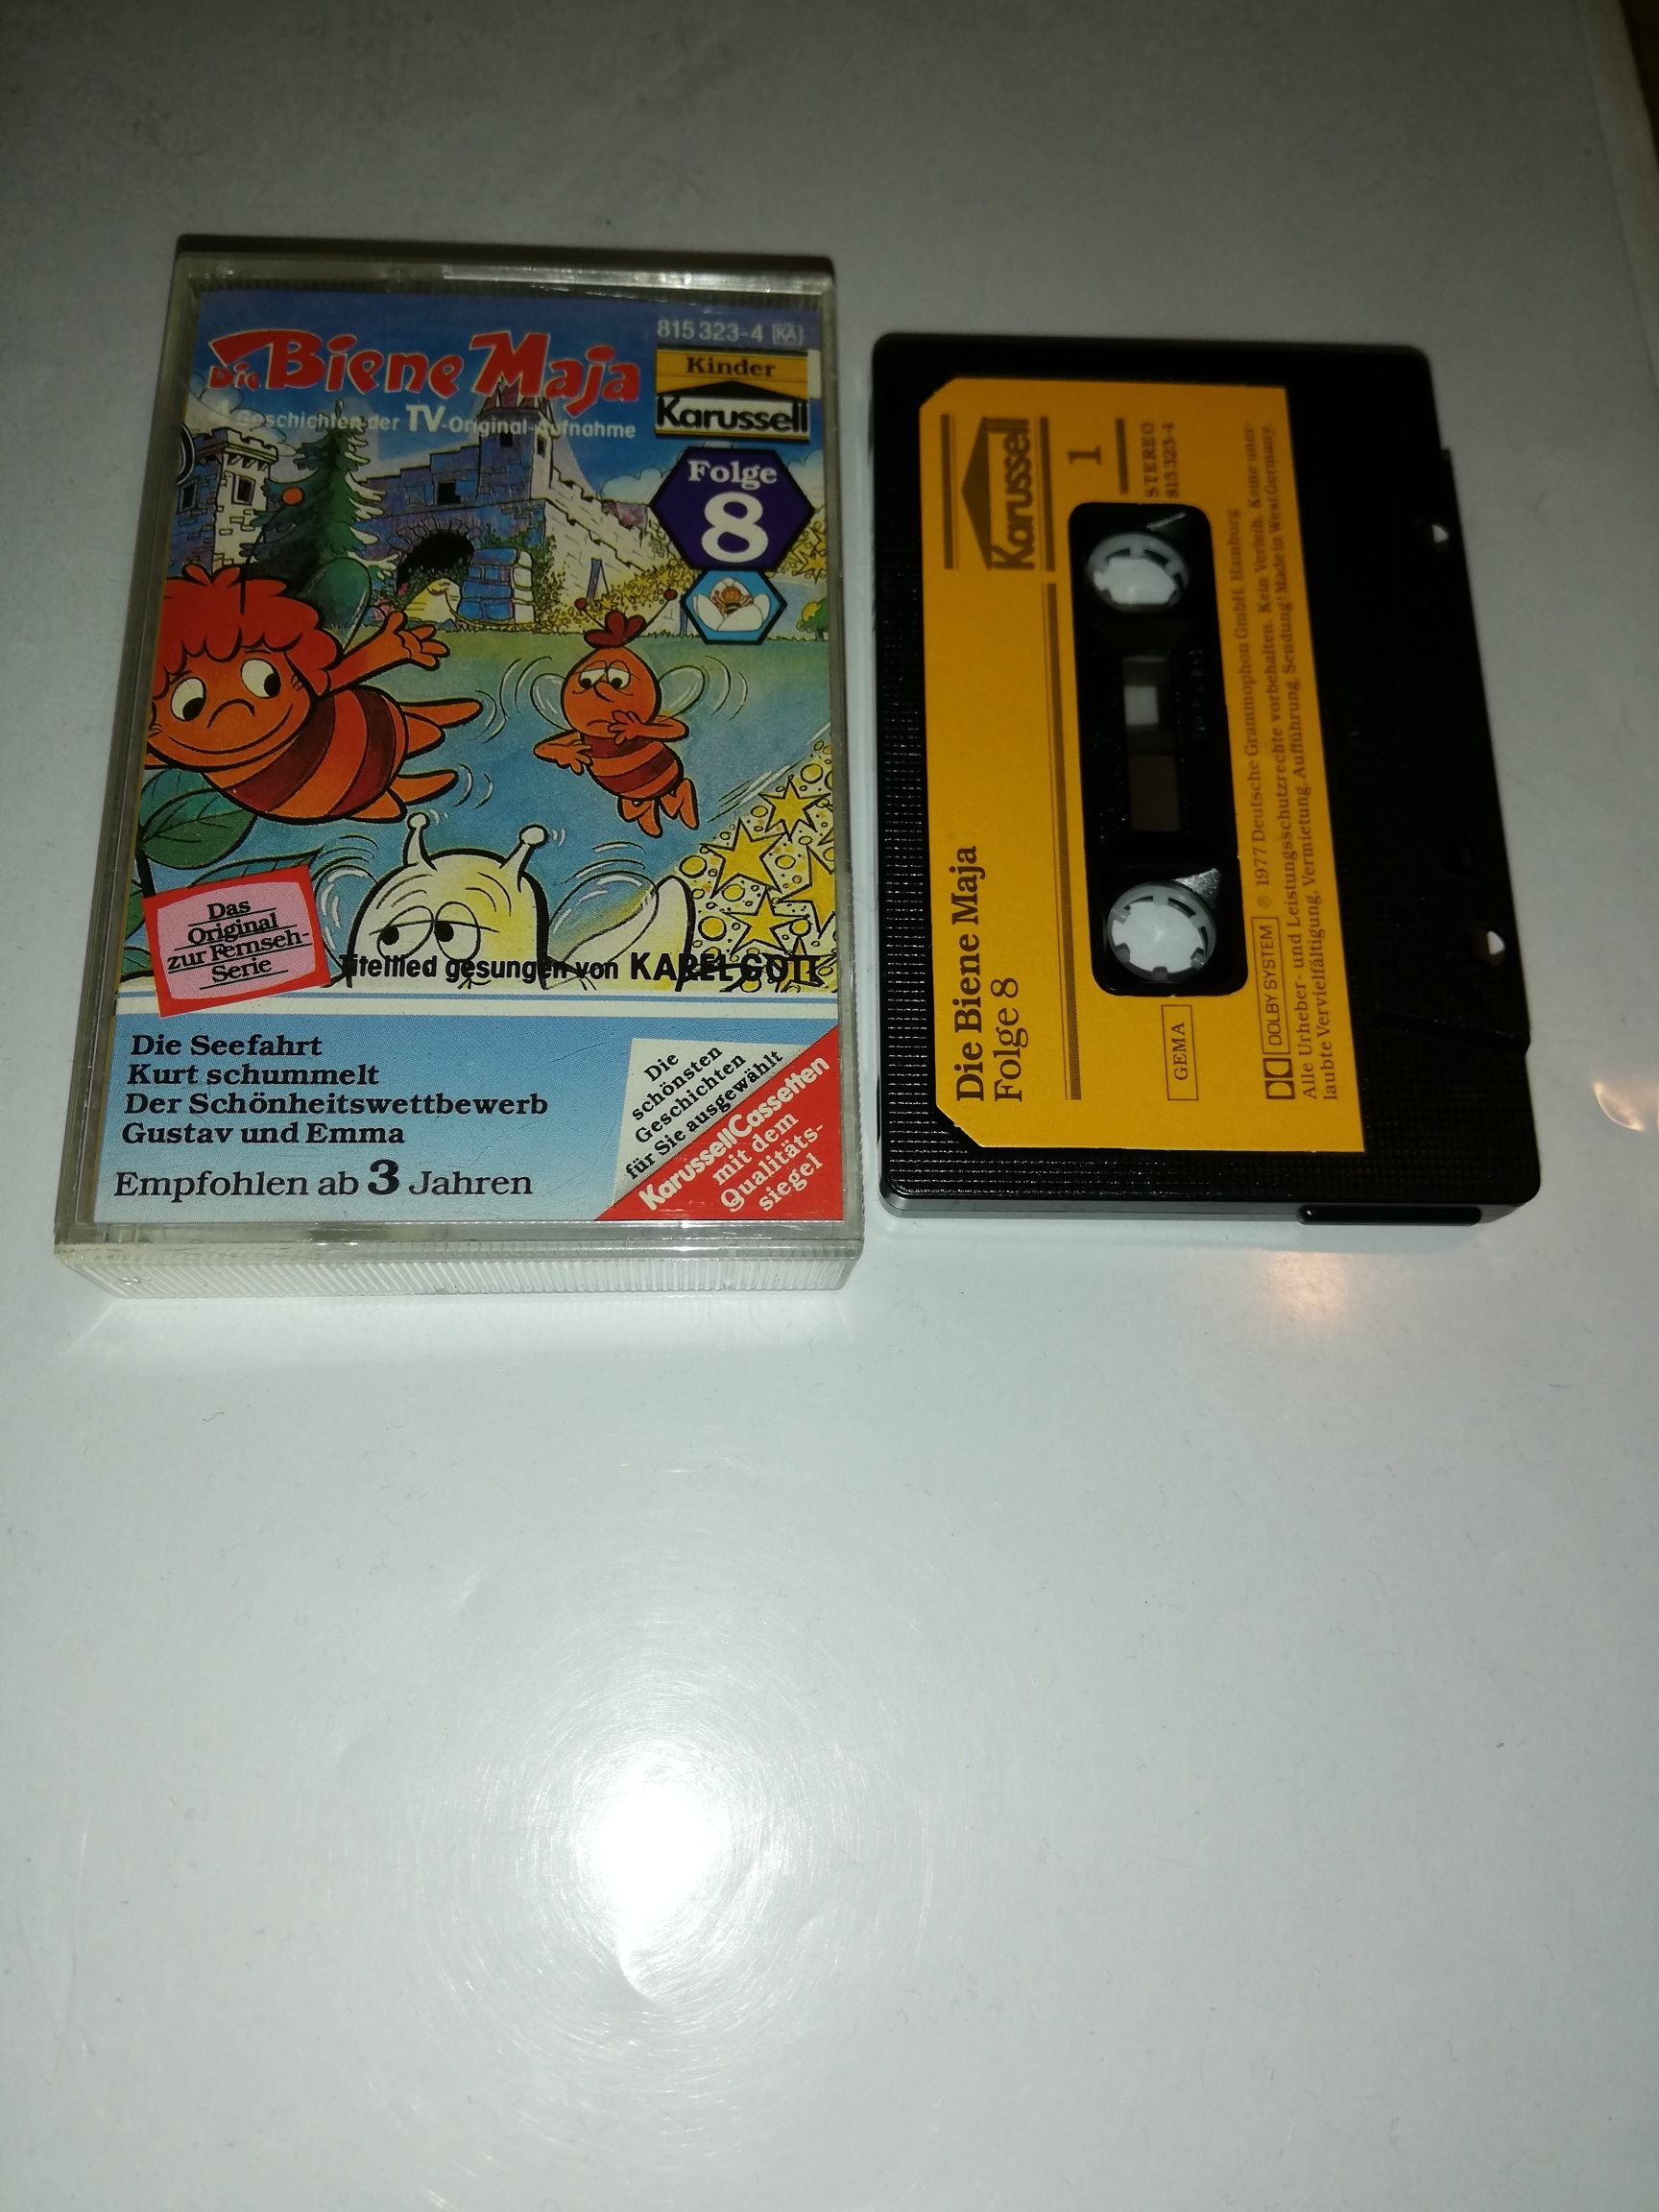 815 323-4 KA
Die Biene Maja
4 Geschichten der TV-Original-Aufnahme
Kinder
Karussell
Folge
8
Das
Original
zur Fernseh-
Serie
Titellied gesungen von KAREL GOTT
Die Seefahrt
Kurt schummelt
Der Schönheitswettbewerb
Gustav und Emma
Empfohlen ab 3 Jahren
Die
schönsten
Geschichten
für Sie ausgewählt
Karussell Cassetten
mit dem
Qualitäts-
siegel
Die Biene Maja
Folge 8
Karussell
1
STEREO
815 323-4
GEMA
DOLBY SYSTEM
℗ 1977 Deutsche Grammophon GmbH, Hamburg
Alle Urheber- und Leistungsschutzrechte vorbehalten. Kein Verleih. Keine uner-
laubte Vervielfältigung, Vermietung, Aufführung, Sendung! Made in West Germany.